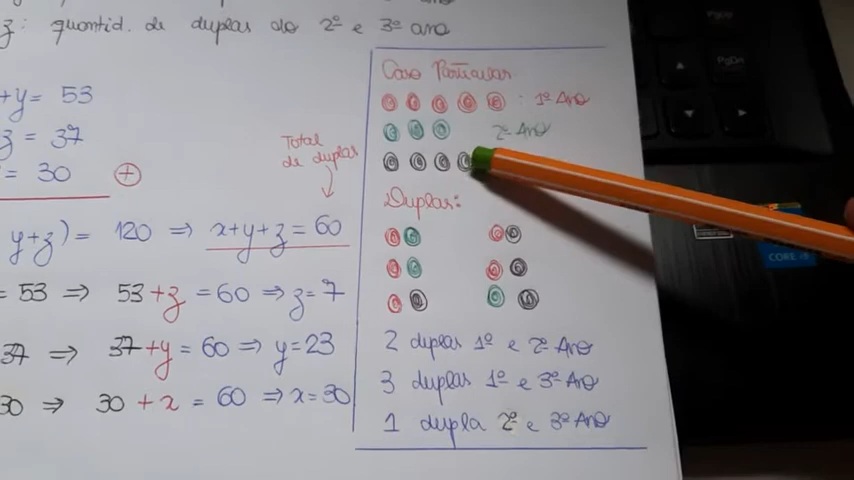 z: quantid. de duplas do 2º e 3º ano
+y = 53
z = 37
= 30 +
Total de duplas
y+z) = 120 ⇒ x+y+z = 60
= 53 ⇒ 53+z = 60 ⇒ z = 7
37 ⇒ 37+y = 60 ⇒ y = 23
30 ⇒ 30 + x = 60 ⇒ x = 30
Caso Particular
: 1º Ano
2º Ano
Duplas:
2 duplas 1º e 2º Ano
3 duplas 1º e 3º Ano
1 dupla 2º e 3º Ano
PgDn
CORE i5